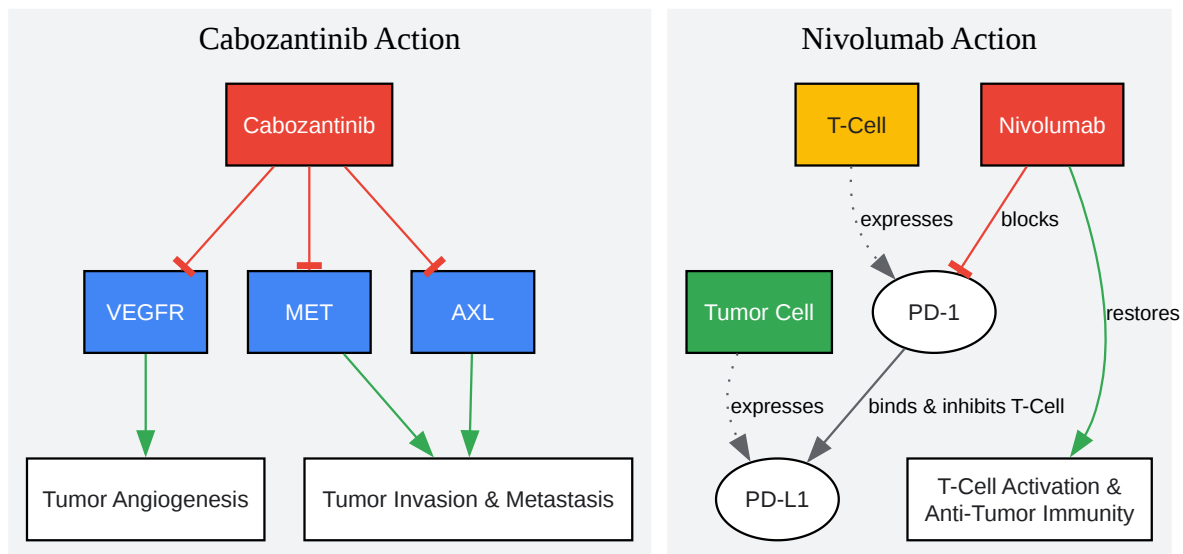 Cabozantinib Action
Cabozantinib
VEGFR
MET
AXL
Tumor Angiogenesis
Tumor Invasion & Metastasis
Nivolumab Action
T-Cell
Nivolumab
expresses
blocks
Tumor Cell
PD-1
restores
expresses
binds & inhibits T-Cell
PD-L1
T-Cell Activation &
Anti-Tumor Immunity